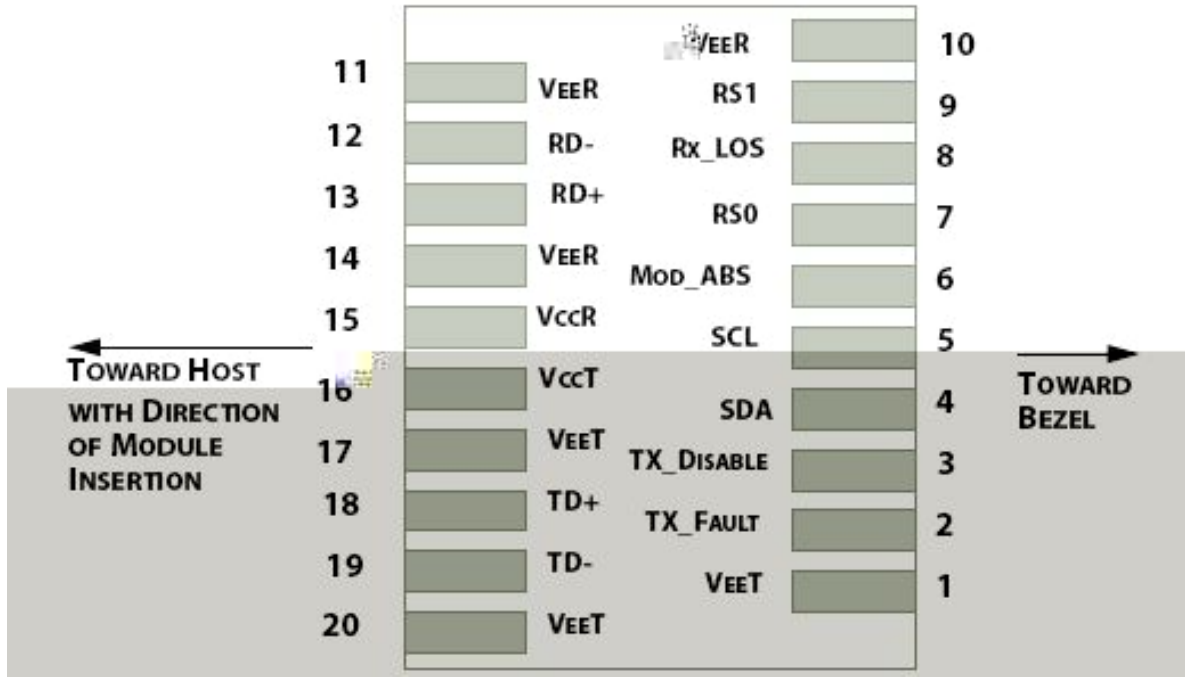 VEER 10
11 VEER
RS1 9
12 RD-
Rx_LOS 8
13 RD+
RS0 7
14 VEER
MOD_ABS 6
15 VCCR
SCL 5
TOWARD HOST
WITH DIRECTION
OF MODULE
INSERTION
TOWARD
BEZEL
16 VCCT
SDA 4
17 VEET
TX_DISABLE 3
18 TD+
TX_FAULT 2
19 TD-
VEET 1
20 VEET